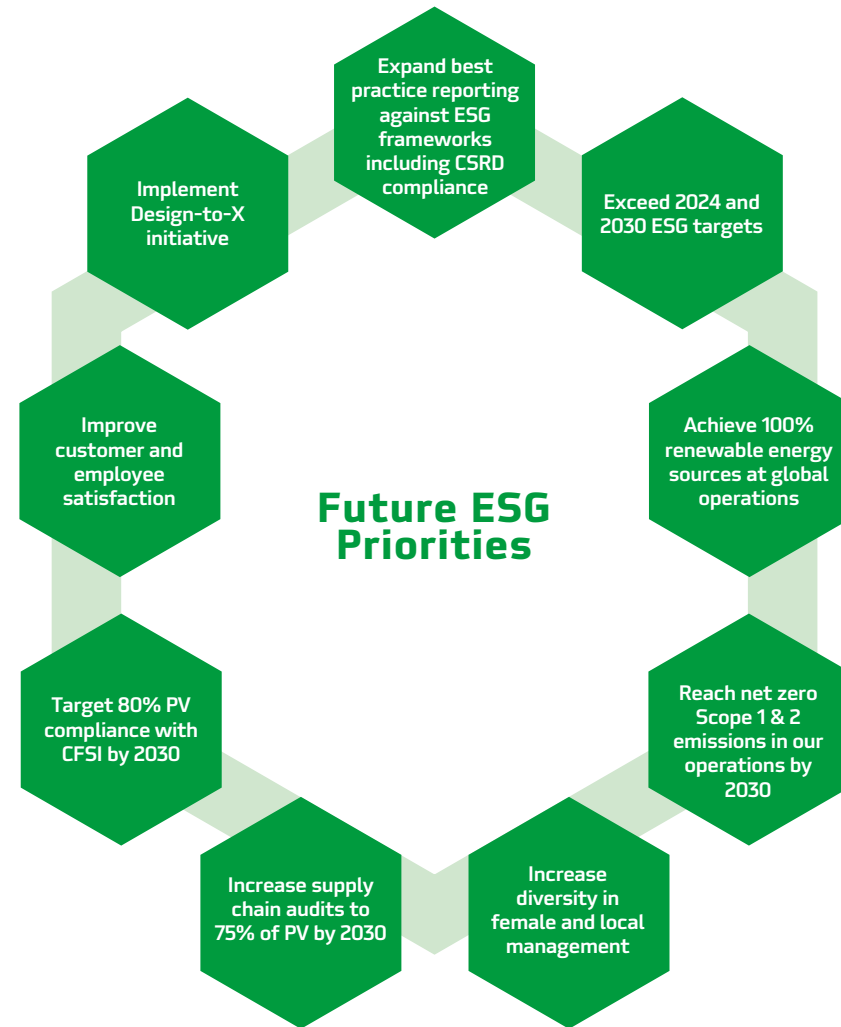 Expand best
practice reporting
against ESG
frameworks
including CSRD
compliance
Exceed 2024 and
2030 ESG targets
Achieve 100%
renewable energy
sources at global
operations
Reach net zero
Scope 1 & 2
emissions in our
operations by
2030
Increase
diversity in
female and local
management
Increase supply
chain audits to
75% of PV by 2030
Target 80% PV
compliance with
CFSI by 2030
Improve
customer and
employee
satisfaction
Implement
Design-to-X
initiative
Future ESG
Priorities